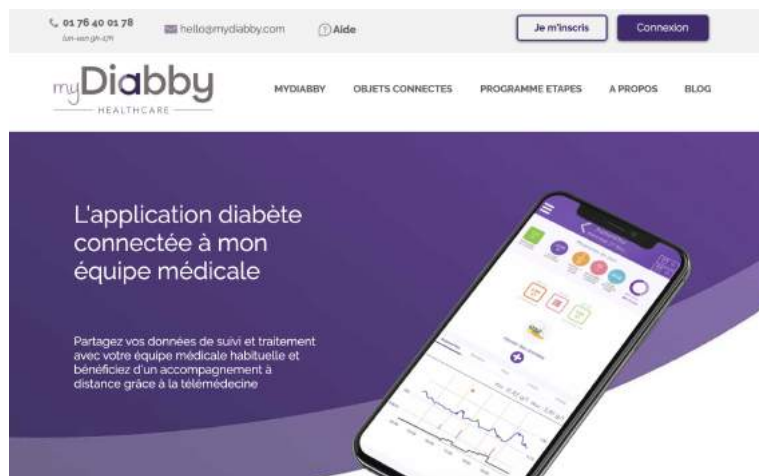 01 76 40 01 78
hello@mydiabby.com
Aide
Je m'inscris
Connexion
myDiabby
HEALTHCARE
MYDIABBY
OBJETS CONNECTES
PROGRAMME ETAPES
A PROPOS
BLOG
L'application diabète
connectée à mon
équipe médicale
Partagez vos données de suivi et traitement
avec votre équipe médicale habituelle et
bénéficiez d'un accompagnement à
distance grâce à la télémédecine